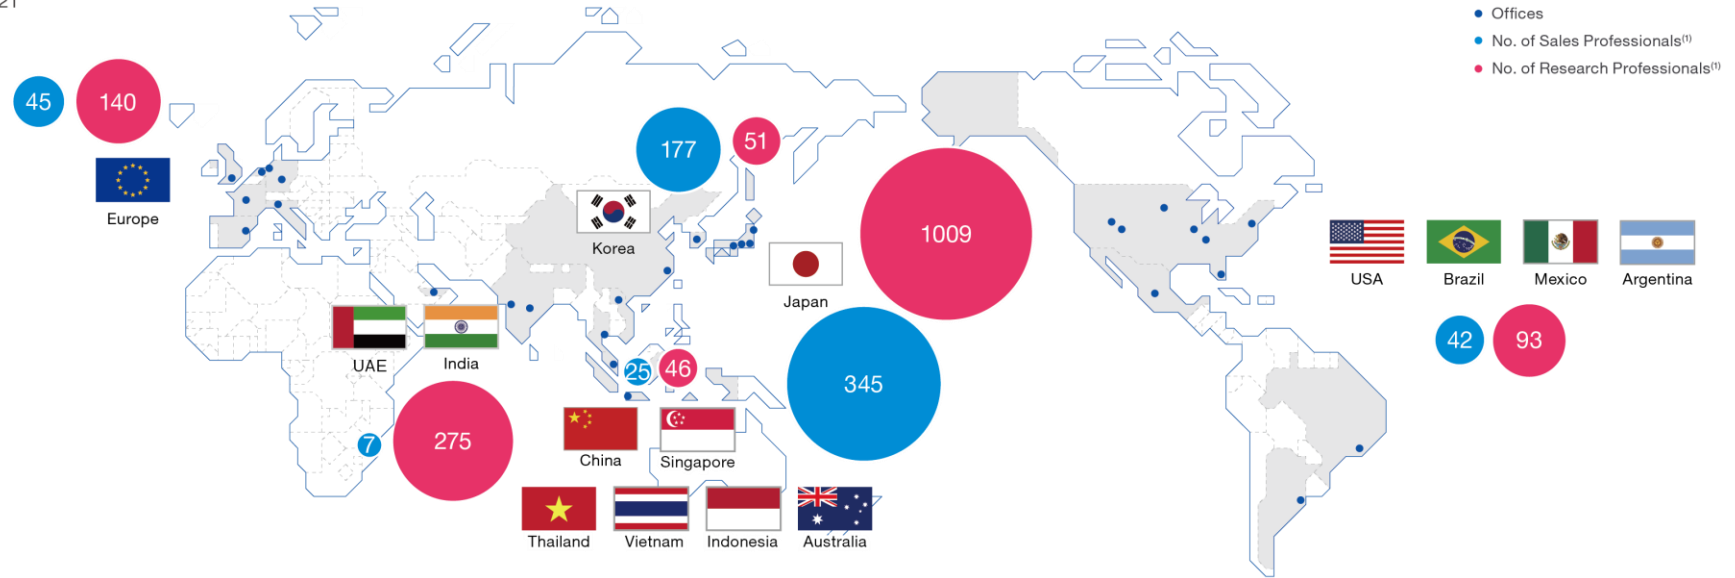 21
Offices
No. of Sales Professionals(1)
No. of Research Professionals(1)
45
140
Europe
177
51
Korea
1009
Japan
345
USA
Brazil
Mexico
Argentina
42
93
UAE
India
7
275
25
46
China
Singapore
Thailand
Vietnam
Indonesia
Australia